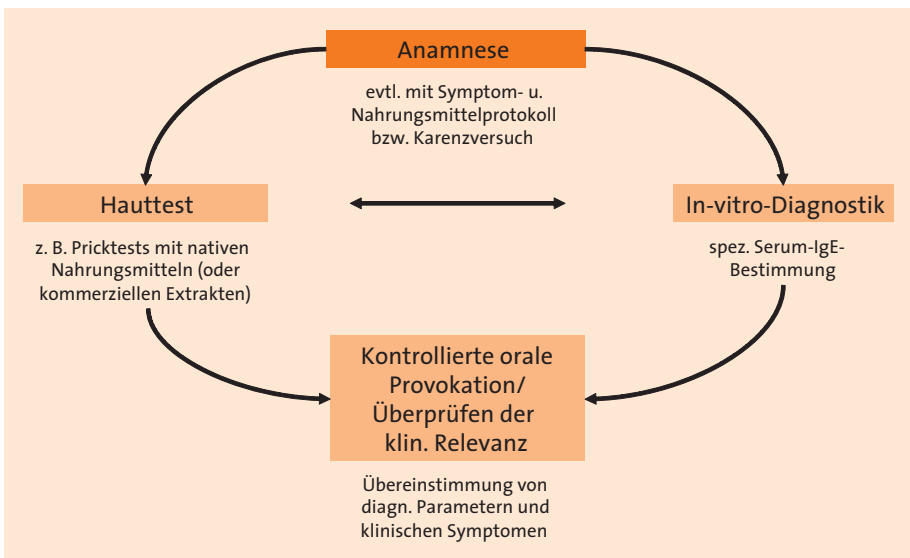 Anamnese
evtl. mit Symptom- u.
Nahrungsmittelprotokoll
bzw. Karenzversuch
Hauttest
z. B. Pricktests mit nativen
Nahrungsmitteln (oder
kommerziellen Extrakten)
In-vitro-Diagnostik
spez. Serum-IgE-
Bestimmung
Kontrollierte orale
Provokation/
Überprüfen der
klin. Relevanz
Übereinstimmung von
diagn. Parametern und
klinischen Symptomen